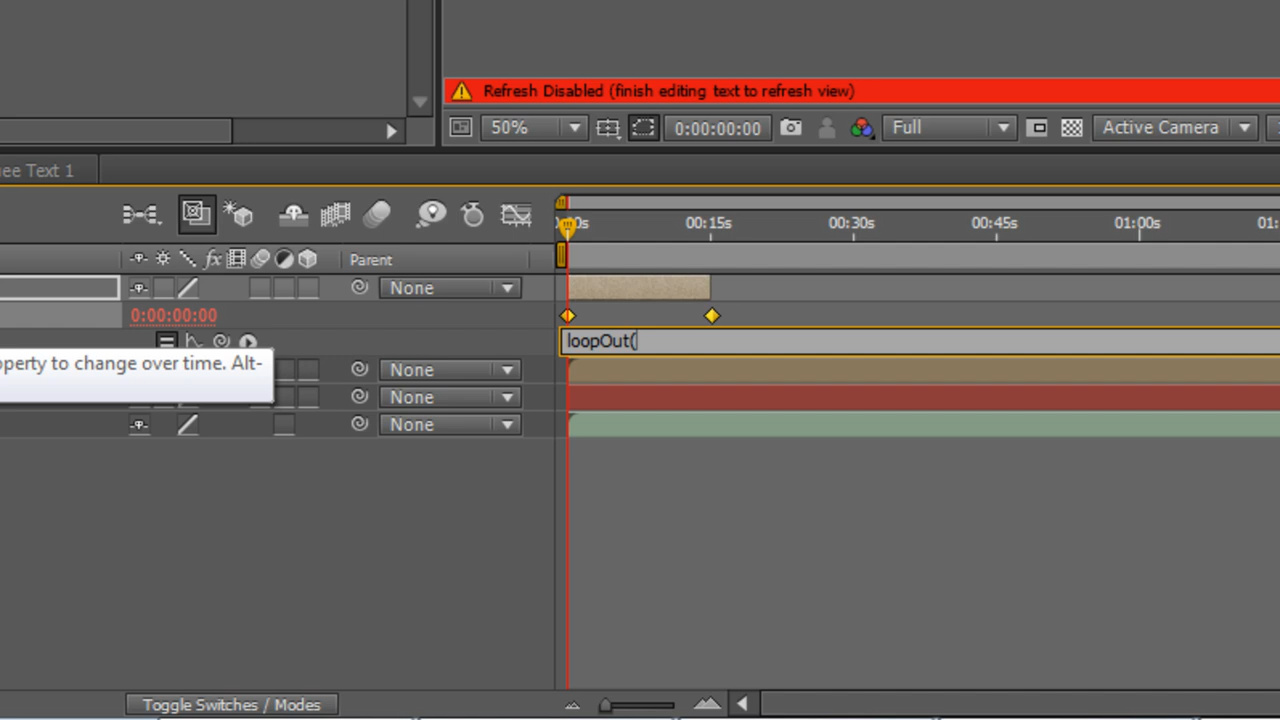 Refresh Disabled (finish editing text to refresh view)
50%
0:00:00:00
Full
Active Camera
ee Text 1
00:15s
00:30s
00:45s
01:00s
01:
Parent
None
0:00:00:00
loopOut(
operty to change over time. Alt-
None
None
None
Toggle Switches / Modes